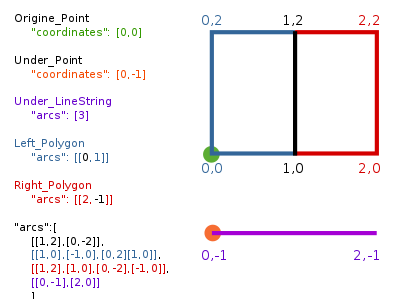 Origine_Point
"coordinates": [0,0]
Under_Point
"coordinates": [0,-1]
Under_LineString
"arcs": [3]
Left_Polygon
"arcs": [[0,1]]
Right_Polygon
"arcs": [[2,-1]]
"arcs":[
[[1,2],[0,-2]],
[[1,0],[-1,0],[0,2][1,0]],
[[1,2],[1,0],[0,-2],[-1,0]],
[[0,-1],[2,0]]
]
0,2 1,2 2,2
0,0 1,0 2,0
0,-1 2,-1